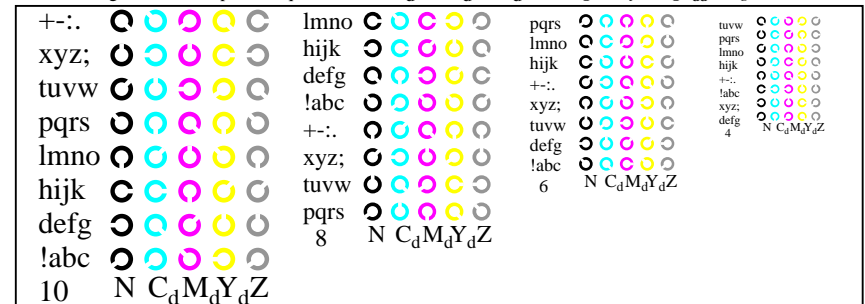 +-:.
xyz;
tuvw
pqrs
lmno
hijk
defg
!abc
10 N CdMdYdZ
lmno
hijk
defg
!abc
+-:.
xyz;
tuvw
pqrs
8 N CdMdYdZ
pqrs
lmno
hijk
+-:.
xyz;
tuvw
defg
!abc
6 N CdMdYdZ
tuvw
pqrs
lmno
hijk
+-:.
!abc
xyz;
defg
4 N CdMdYdZ